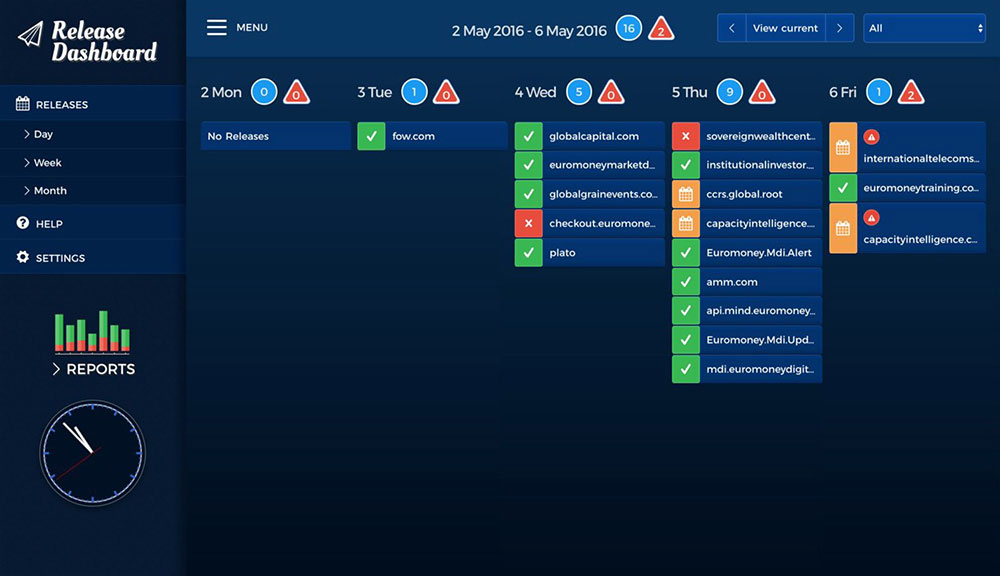 Release
Dashboard
MENU
2 May 2016 - 6 May 2016 16 2
View current
All
RELEASES
Day
Week
Month
HELP
SETTINGS
REPORTS
2 Mon 0 0
No Releases
3 Tue 1 0
fow.com
4 Wed 5 0
globalcapital.com
euromoneymarketd...
globalgrainevents.co...
checkout.euromone...
plato
5 Thu 9 0
sovereignwealthcent...
institutionalinvestor....
ccrs.global.root
capacityintelligence....
Euromoney.Mdi.Alert
amm.com
api.mind.euromoney...
Euromoney.Mdi.Upd...
mdi.euromoneydigit...
6 Fri 1 2
internationaltelecoms...
euromoneytraining.co...
capacityintelligence.c...